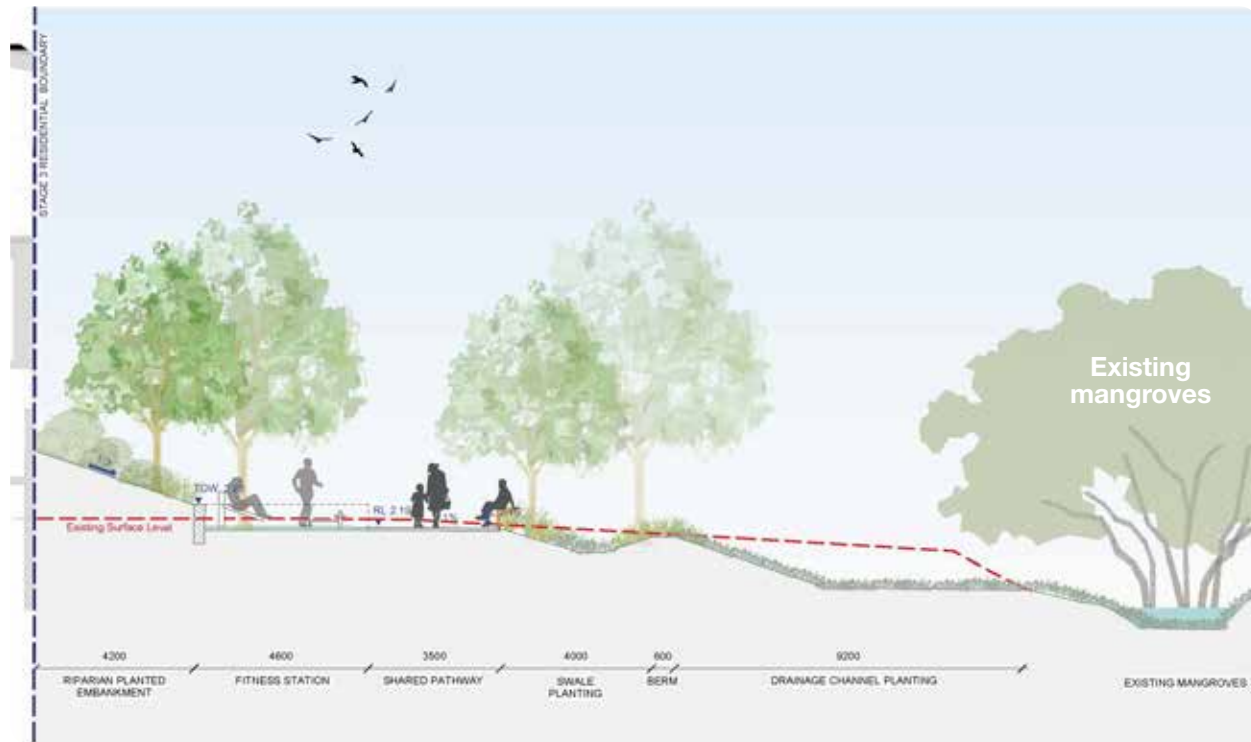 STAGE 3 RESIDENTIAL BOUNDARY
Existing
mangroves
TOW
RL 2.1
Existing Surface Level
4200
4600
3500
4000
600
9200
RIPARIAN PLANTED
EMBANKMENT
FITNESS STATION
SHARED PATHWAY
SWALE
PLANTING
BERM
DRAINAGE CHANNEL PLANTING
EXISTING MANGROVES